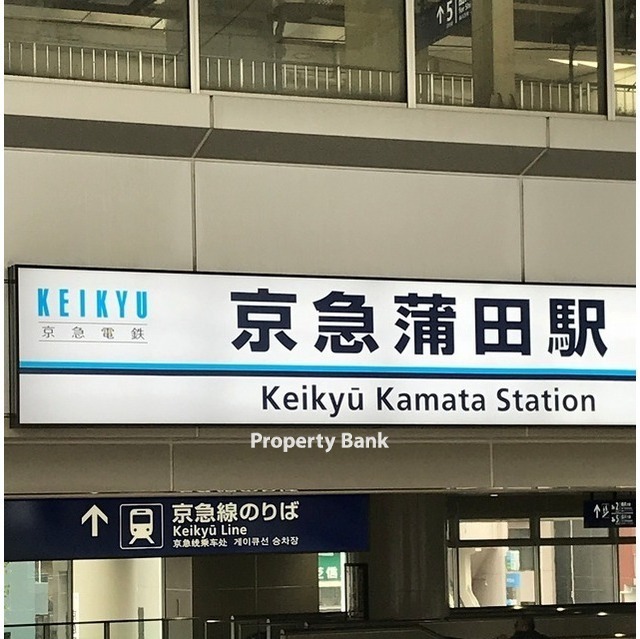 ↑5
KEIKYU
京急電鉄
京急蒲田駅
Keikyū Kamata Station
Property Bank
↑ 京急線のりば
Keikyū Line
京急线乘车处 게이큐선 승차장